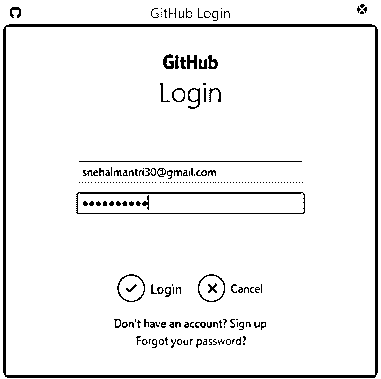 GitHub Login
GitHub
Login
snehalmantri30@gmail.com
••••••••••
Login Cancel
Don't have an account? Sign up
Forgot your password?